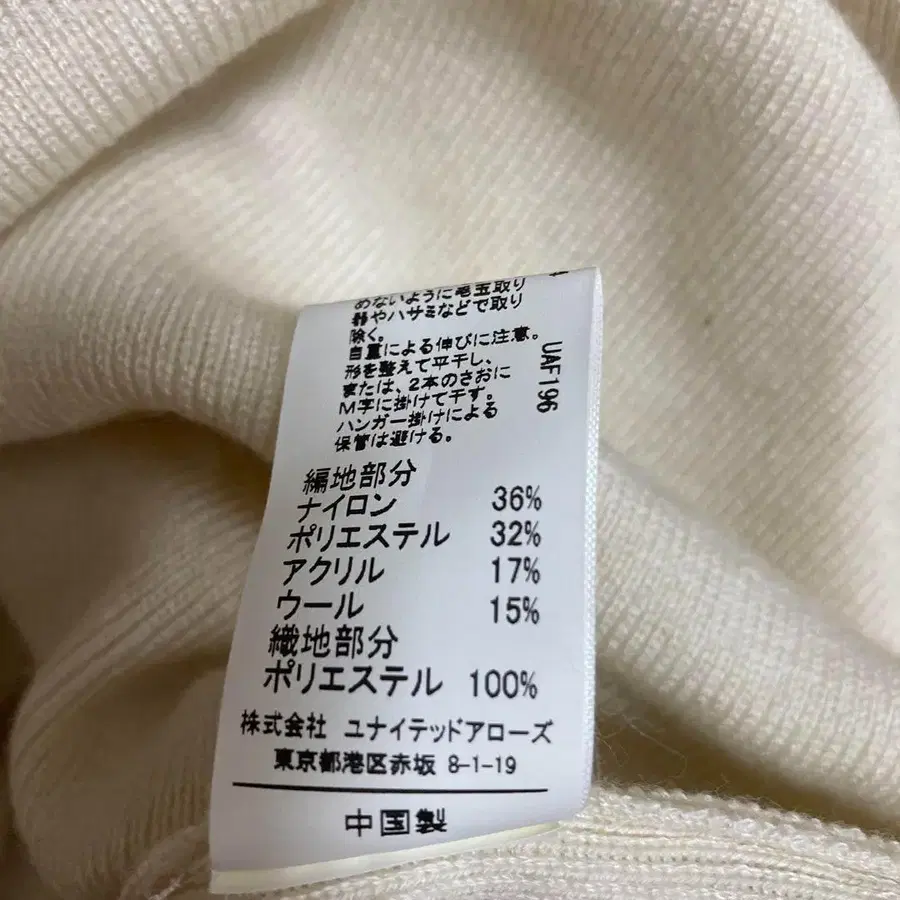 めないように毛玉取り
器やハサミなどで取り
除く。
自重による伸びに注意。
形を整えて平干し、
または、2本のさおに
M字に掛けて干す。
ハンガー掛けによる
保管は避ける。
UAF196
編地部分
ナイロン 36%
ポリエステル 32%
アクリル 17%
ウール 15%
織地部分
ポリエステル 100%
株式会社 ユナイテッドアローズ
東京都港区赤坂 8-1-19
中国製